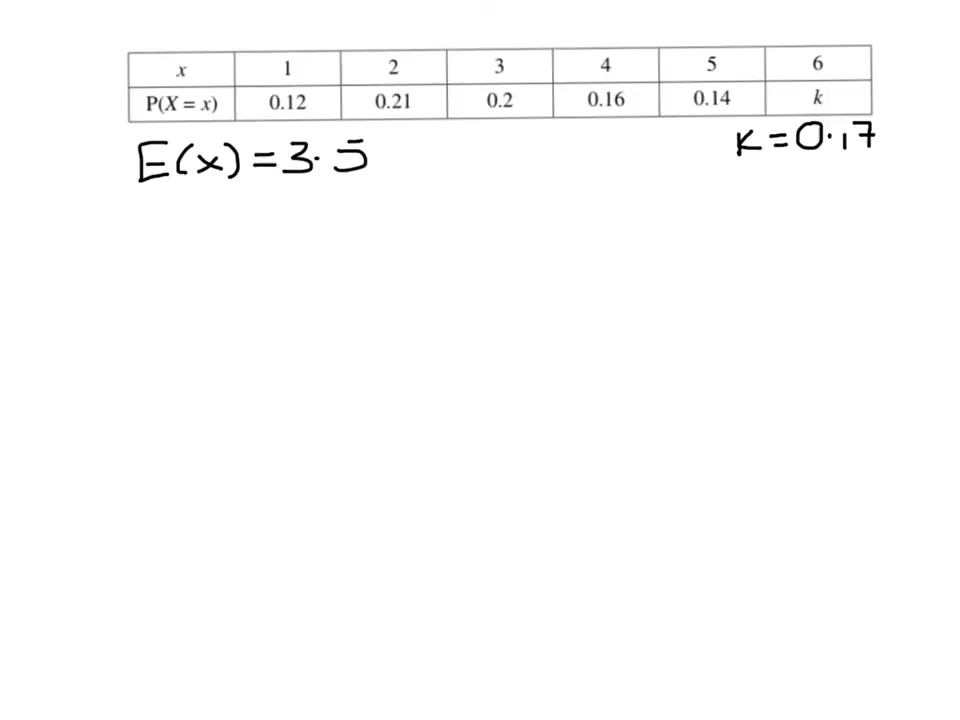 x 1 2 3 4 5 6
P(X = x) 0.12 0.21 0.2 0.16 0.14 k
K = 0.17
E(x) = 3.5